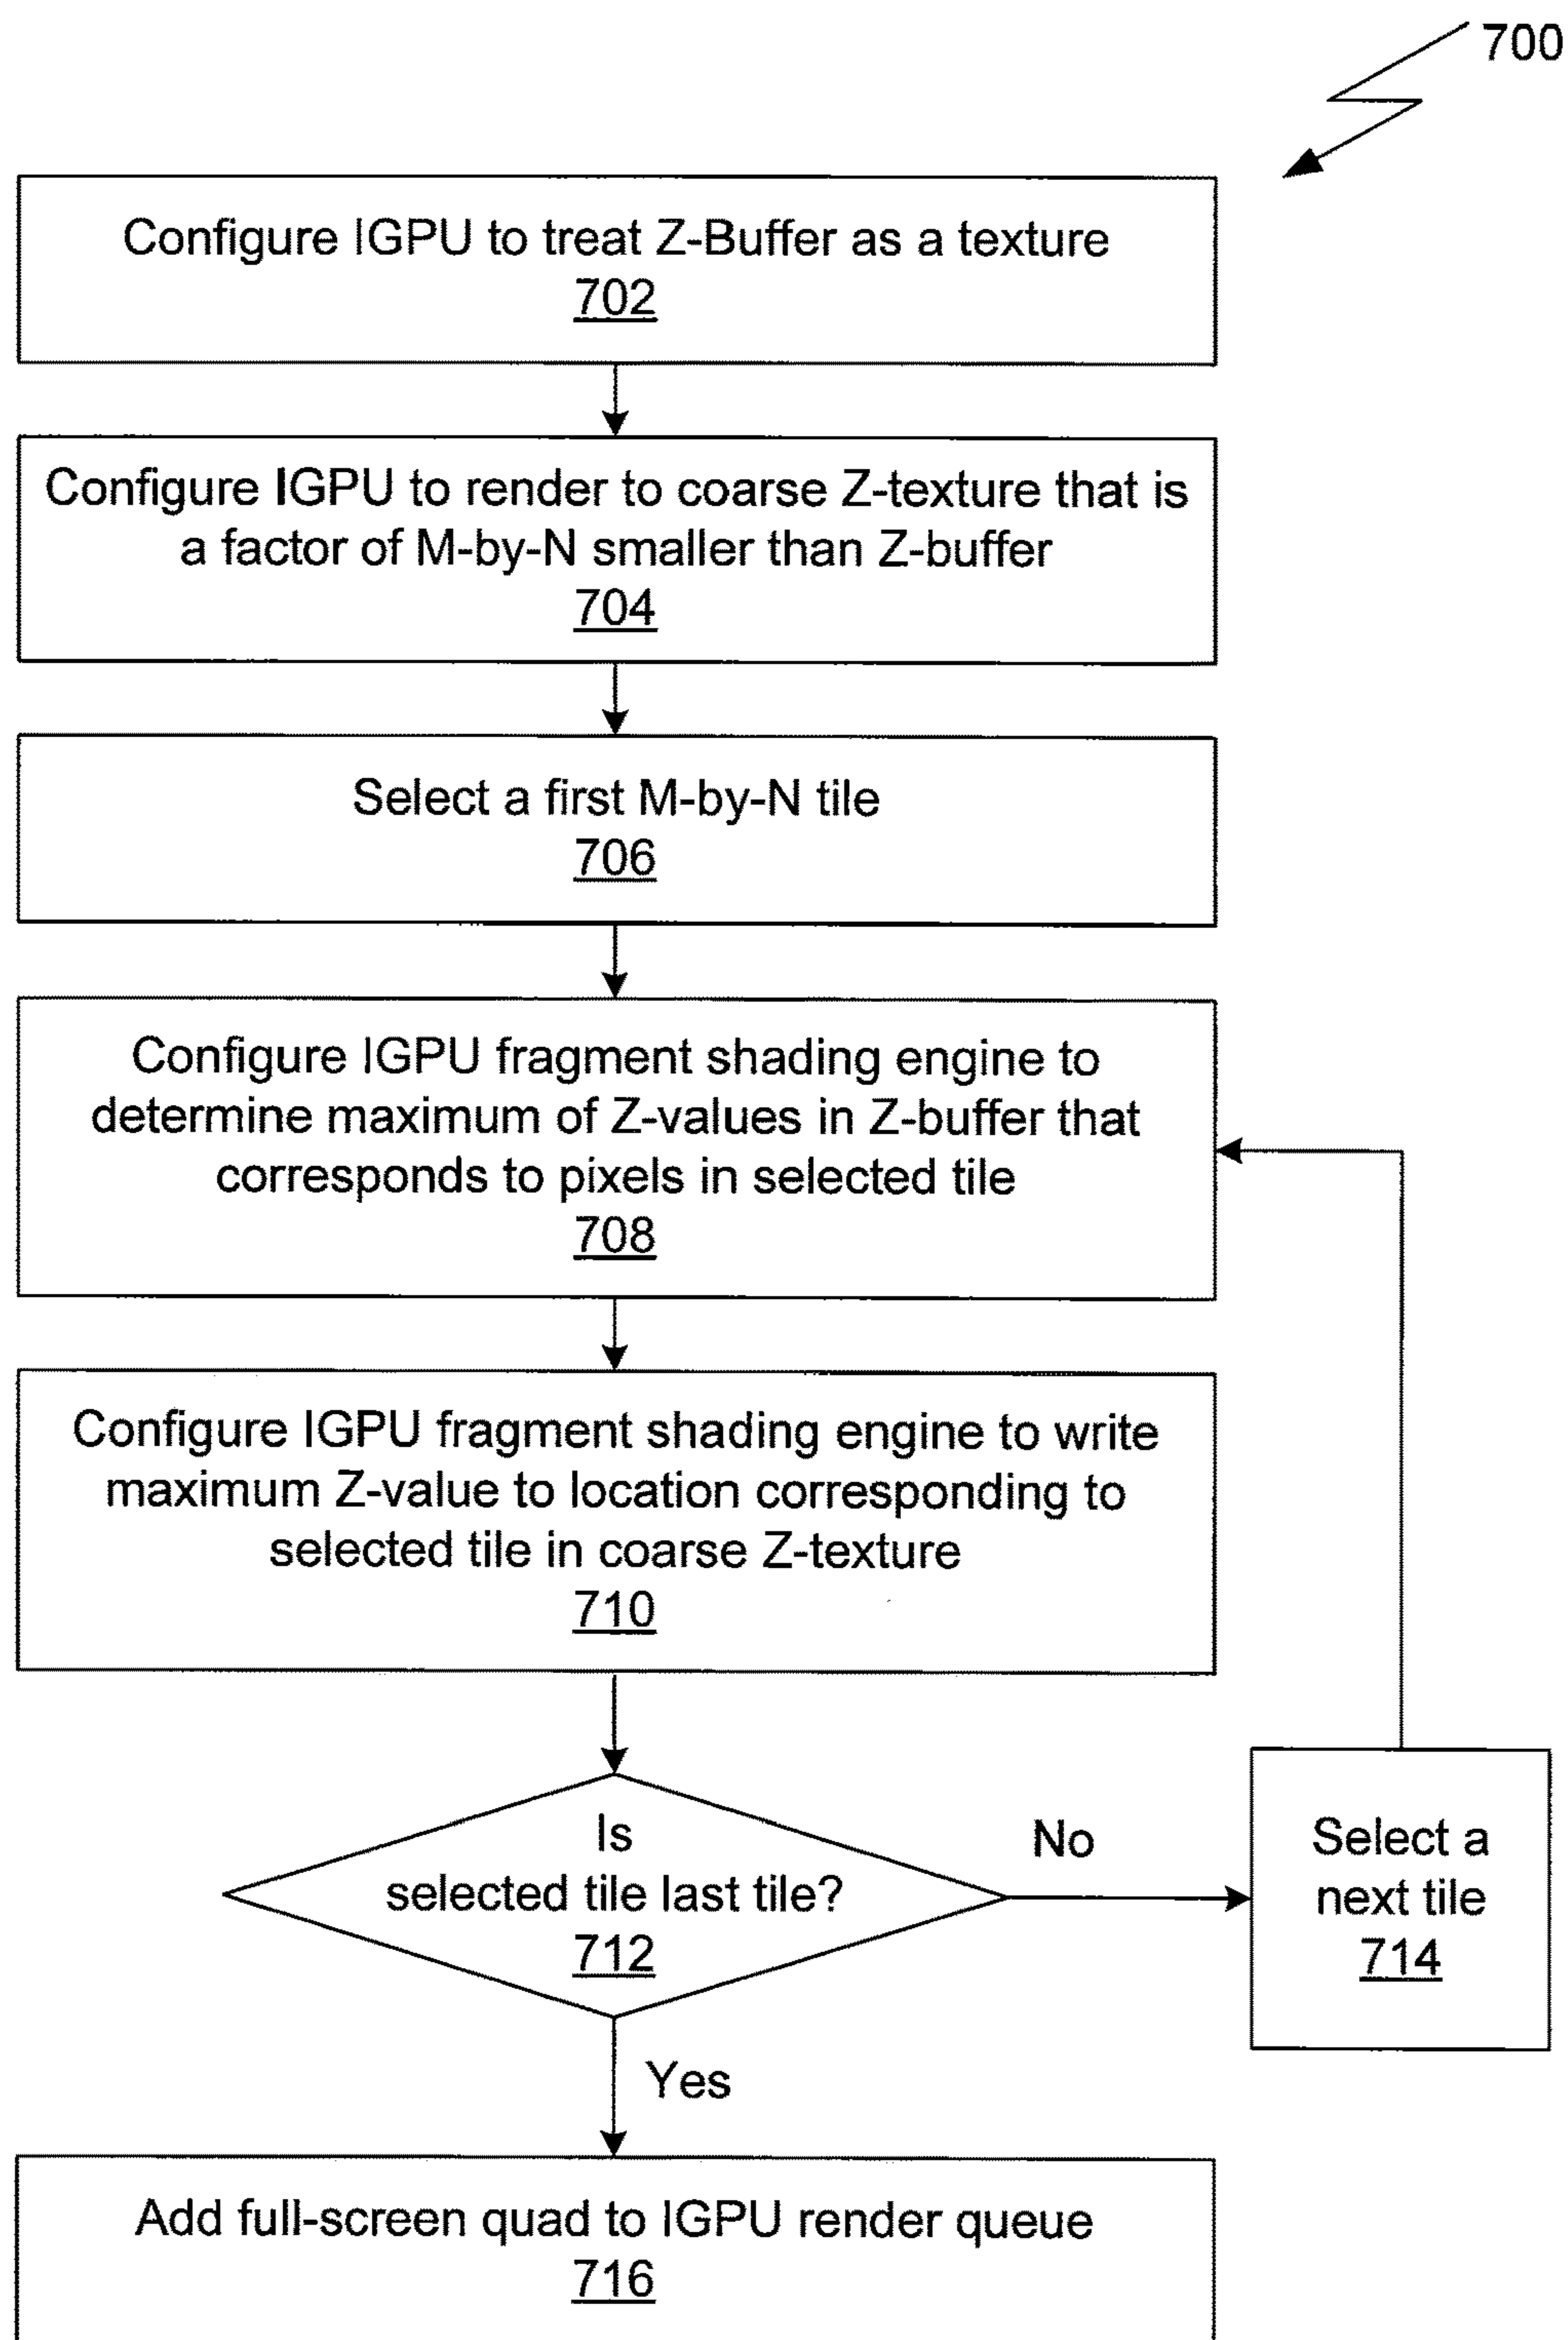 700
Configure IGPU to treat Z-Buffer as a texture
702
Configure IGPU to render to coarse Z-texture that is
a factor of M-by-N smaller than Z-buffer
704
Select a first M-by-N tile
706
Configure IGPU fragment shading engine to
determine maximum of Z-values in Z-buffer that
corresponds to pixels in selected tile
708
Configure IGPU fragment shading engine to write
maximum Z-value to location corresponding to
selected tile in coarse Z-texture
710
Is
selected tile last tile?
712
No
Select a
next tile
714
Yes
Add full-screen quad to IGPU render queue
716